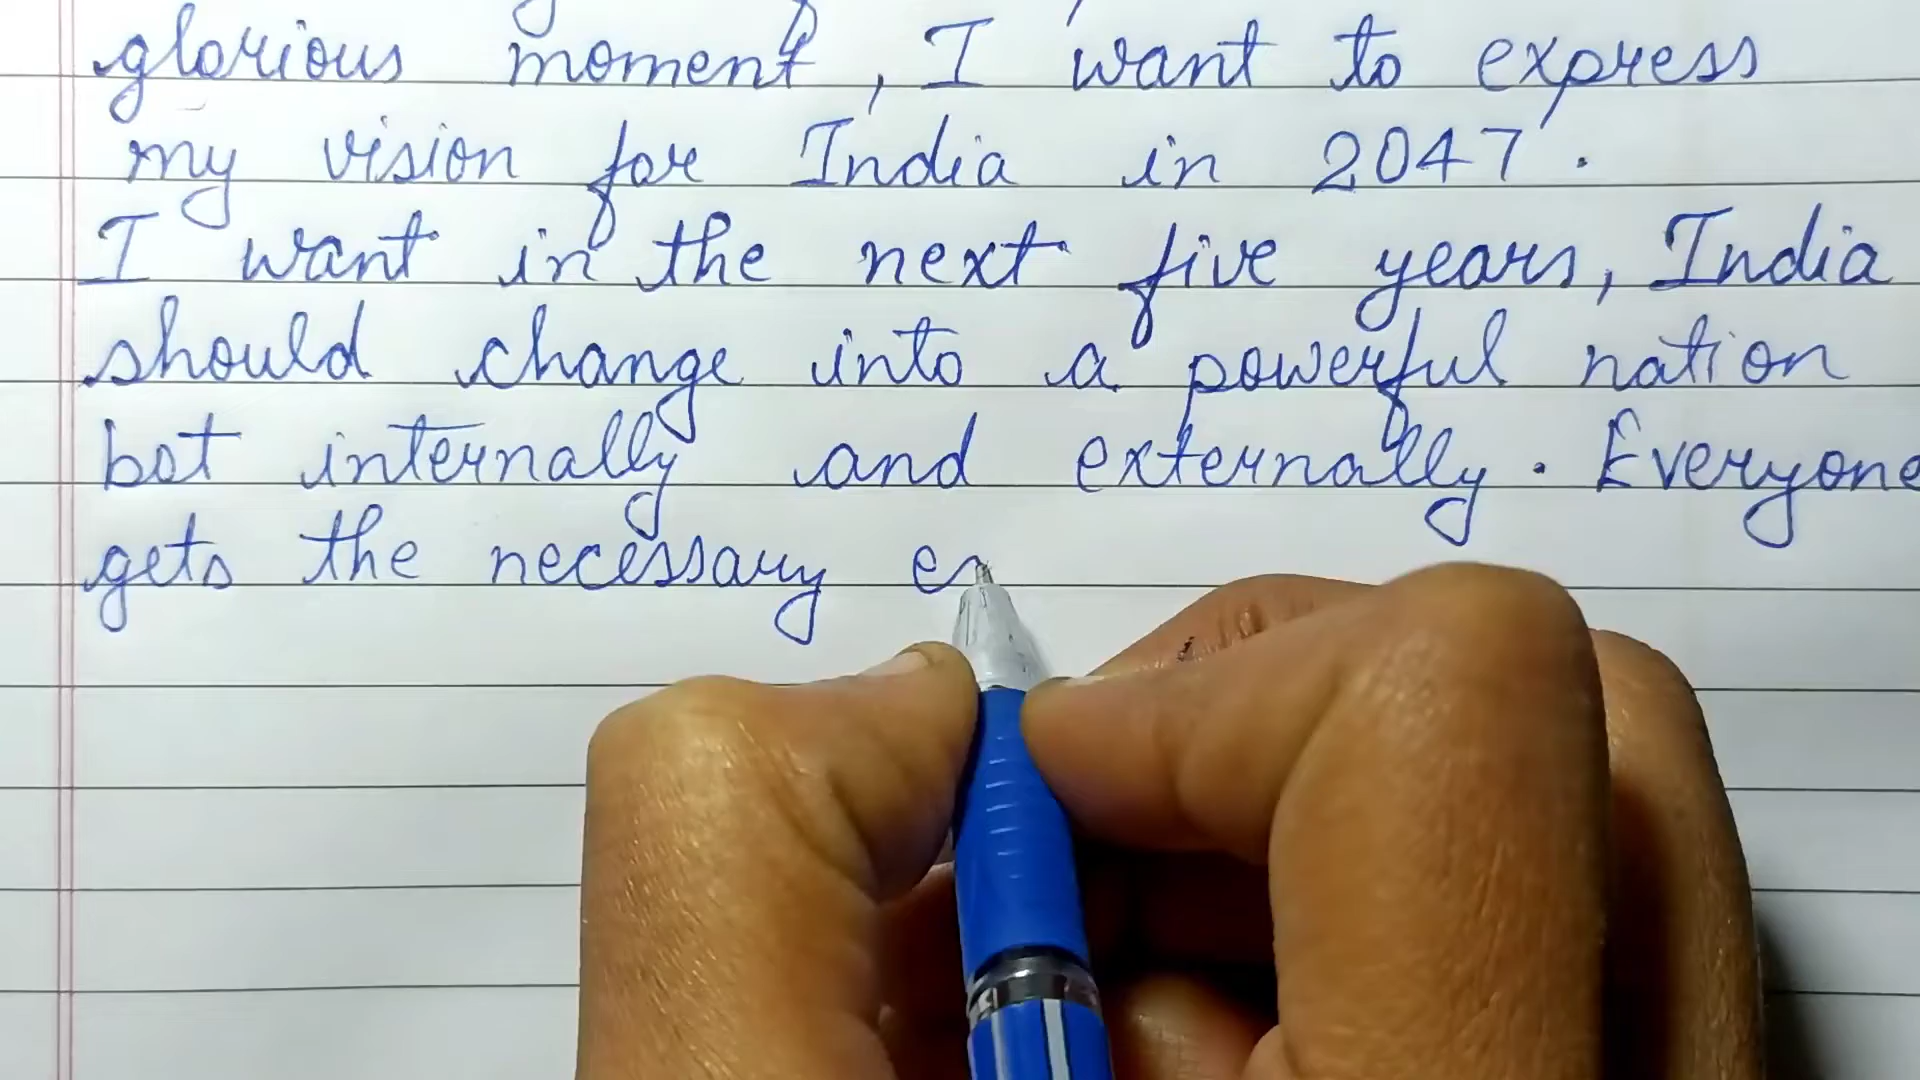 glorious moment, I want to express
my vision for India in 2047.
I want in the next five years, India
should change into a powerful nation
bot internally and externally. Everyone
gets the necessary en